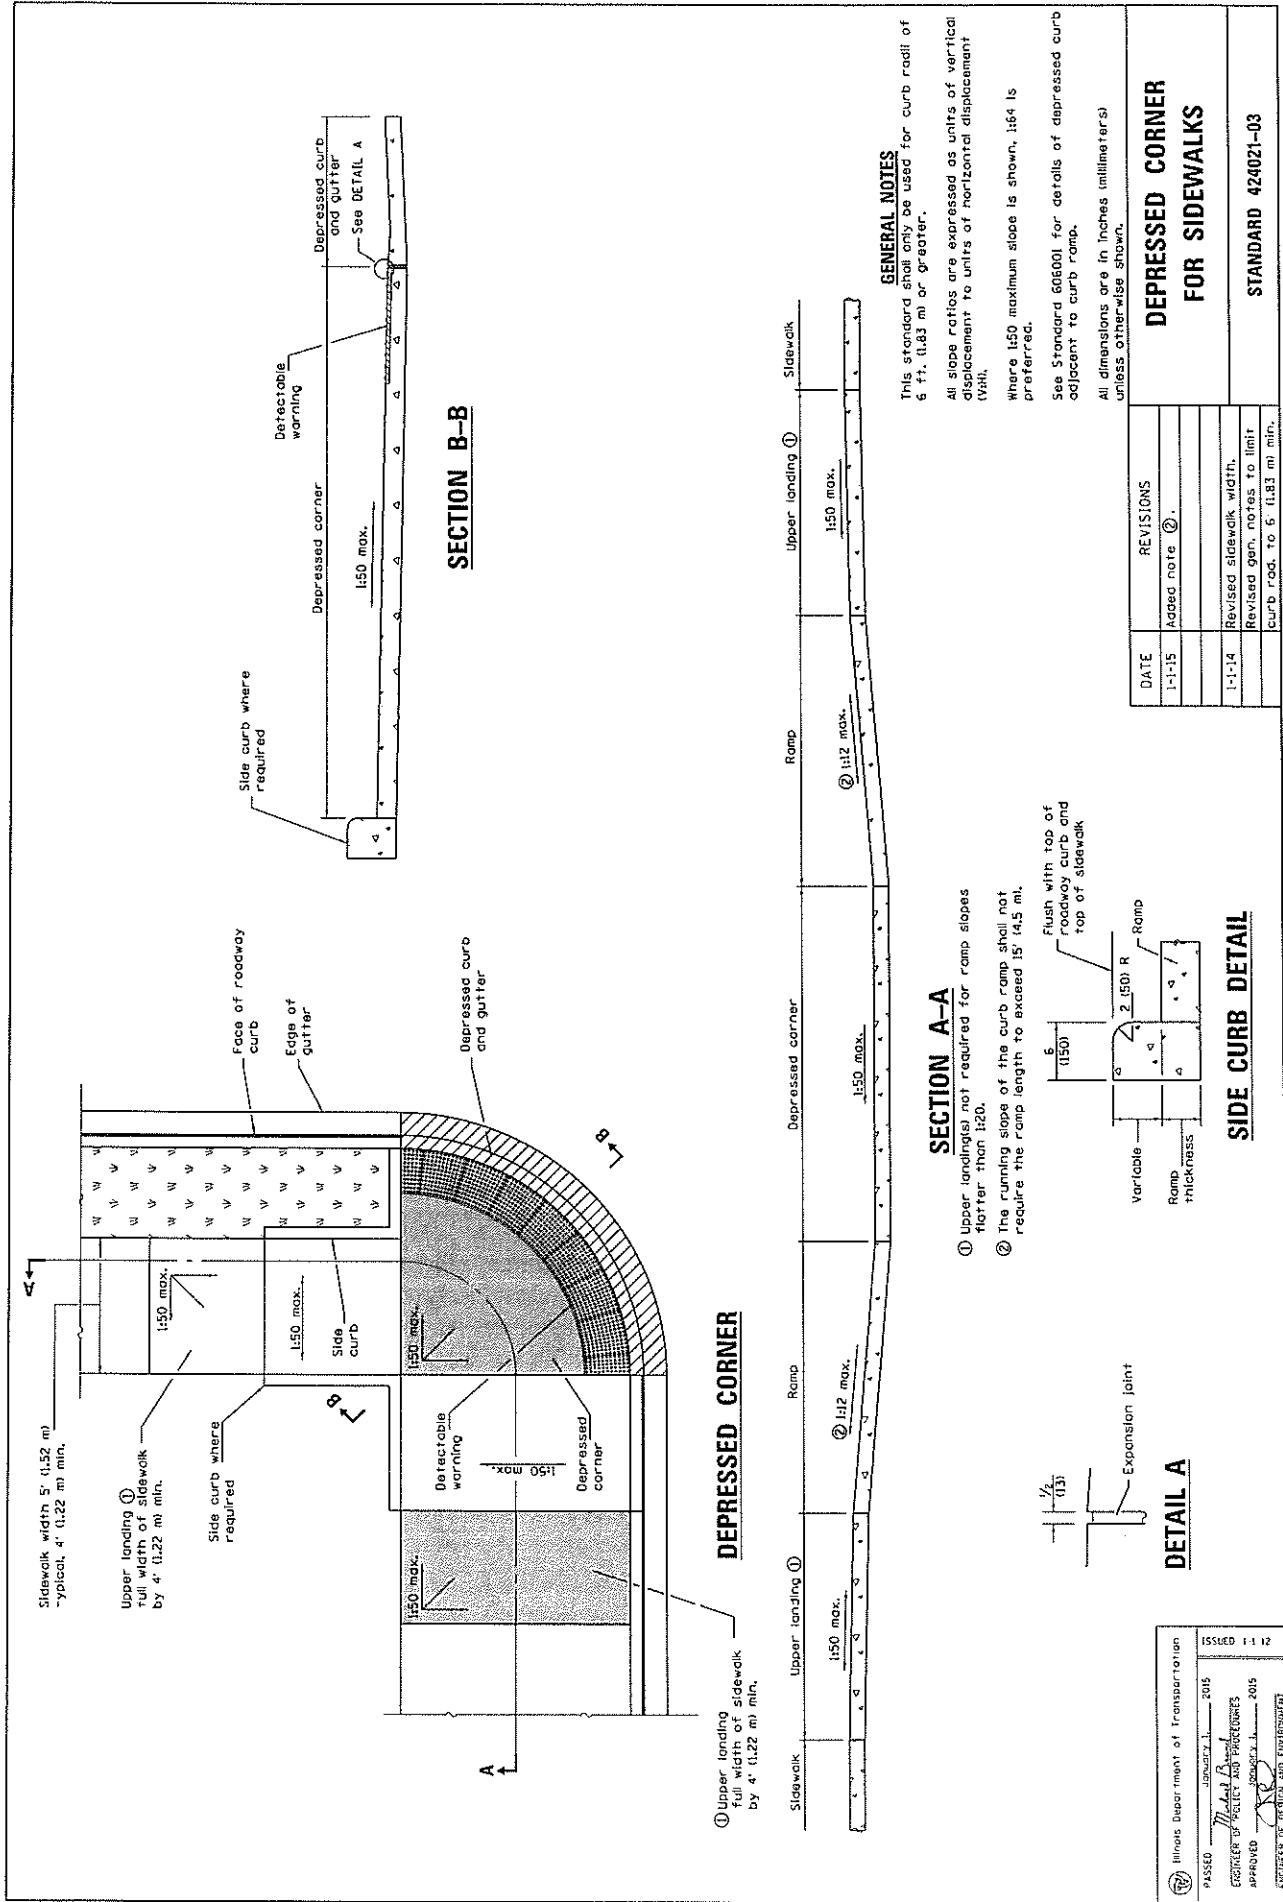 Sidewalk width 5' (1.52 m)
typical, 4' (1.22 m) min.
Upper landing ①
full width of sidewalk
by 4' (1.22 m) min.
Side curb where
required
A
1:50 max.
1:50 max.
Side
curb
1:50 max.
Face of roadway
curb
Edge of
gutter
Depressed curb
and gutter
B
B
Detectable
warning
1:50 max.
Depressed
corner
1:50 max.
A
① Upper landing
full width of sidewalk
by 4' (1.22 m) min.
DEPRESSED CORNER
Side curb where
required
Depressed corner
1:50 max.
Detectable
warning
Depressed curb
and gutter
See DETAIL A
SECTION B-B
Sidewalk
Upper landing ①
1:50 max.
Ramp
② 1:12 max.
Depressed corner
1:50 max.
Ramp
② 1:12 max.
Upper landing ①
1:50 max.
Sidewalk
SECTION A-A
① Upper landing(s) not required for ramp slopes
flatter than 1:20.
② The running slope of the curb ramp shall not
require the ramp length to exceed 15' (4.5 m).
1/2
(13)
Expansion joint
DETAIL A
6
(150)
2 (50) R
Flush with top of
roadway curb and
top of sidewalk
Ramp
Variable
Ramp
thickness
SIDE CURB DETAIL
GENERAL NOTES
This standard shall only be used for curb radii of
6 ft. (1.83 m) or greater.
All slope ratios are expressed as units of vertical
displacement to units of horizontal displacement
(V:H).
Where 1:50 maximum slope is shown, 1:64 is
preferred.
See Standard 606001 for details of depressed curb
adjacent to curb ramp.
All dimensions are in inches (millimeters)
unless otherwise shown.
Illinois Department of Transportation
PASSED January 1, 2015
ENGINEER OF POLICY AND PROCEDURES
APPROVED January 1, 2015
ENGINEER OF DESIGN AND ENVIRONMENT
ISSUED 1-1-12
DATE REVISIONS
1-1-15 Added note ②.
1-1-14 Revised sidewalk width.
Revised gen. notes to limit
curb rad. to 6' (1.83 m) min.
DEPRESSED CORNER
FOR SIDEWALKS
STANDARD 424021-03